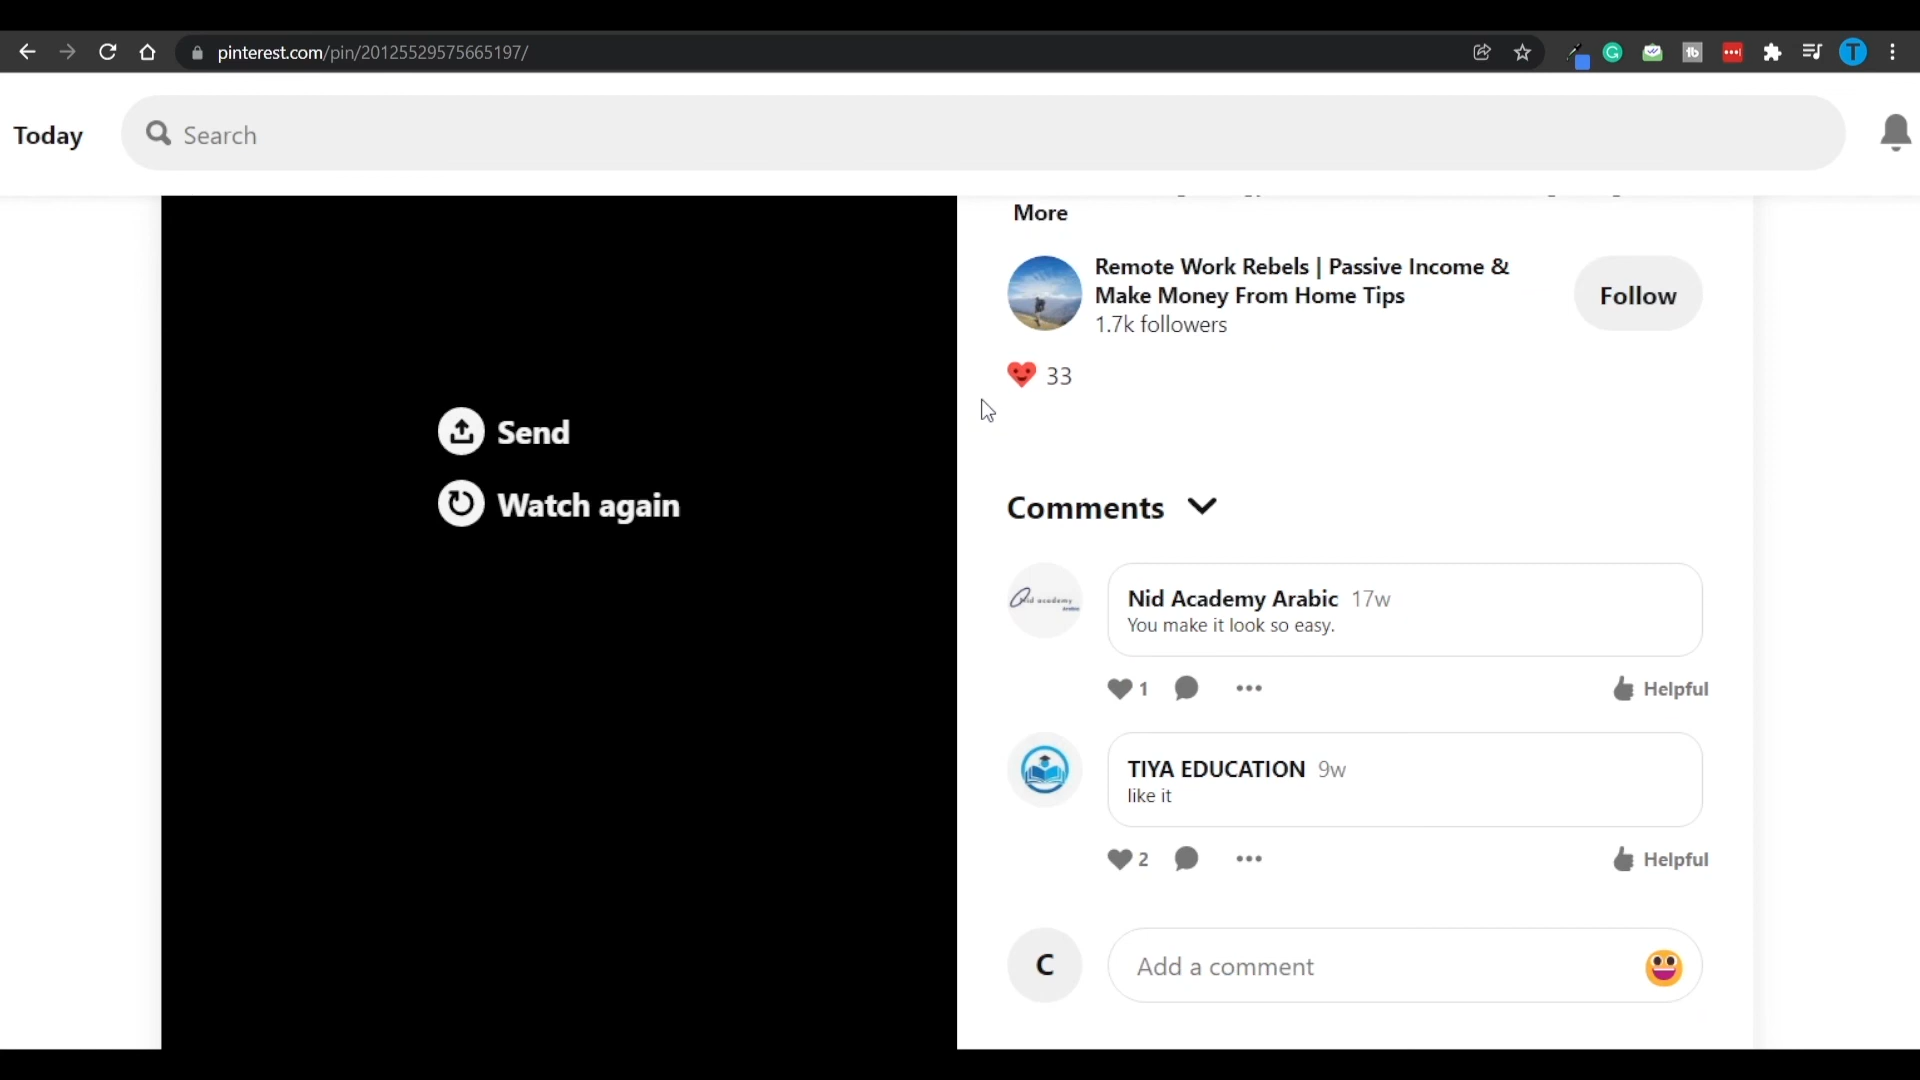 pinterest.com/pin/20125529575665197/
Today
Search
More
Remote Work Rebels | Passive Income &
Make Money From Home Tips
1.7k followers
Follow
33
Send
Watch again
Comments
Nid Academy Arabic 17w
You make it look so easy.
1
Helpful
TIYA EDUCATION 9w
like it
2
Helpful
C
Add a comment
T